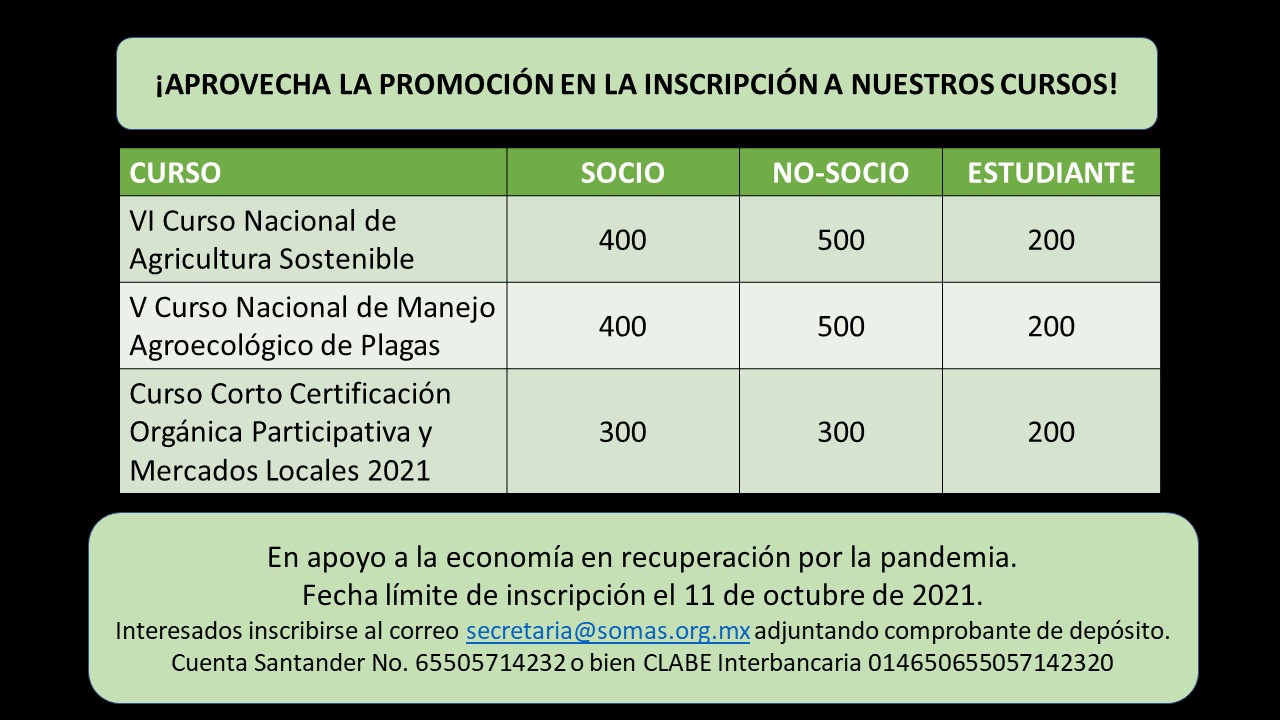 ¡APROVECHA LA PROMOCIÓN EN LA INSCRIPCIÓN A NUESTROS CURSOS!
CURSO SOCIO NO-SOCIO ESTUDIANTE
VI Curso Nacional de
Agricultura Sostenible
400 500 200
V Curso Nacional de Manejo
Agroecológico de Plagas
400 500 200
Curso Corto Certificación
Orgánica Participativa y
Mercados Locales 2021
300 300 200
En apoyo a la economía en recuperación por la pandemia.
Fecha límite de inscripción el 11 de octubre de 2021.
Interesados inscribirse al correo secretaria@somas.org.mx adjuntando comprobante de depósito.
Cuenta Santander No. 65505714232 o bien CLABE Interbancaria 014650655057142320